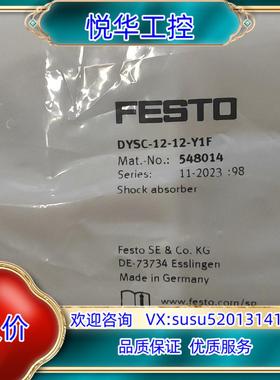 悦华工控
FESTO
DYSC-12-12-Y1F
Mat.-No.: 548014
Series: 11-2023 :98
Shock absorber
Festo SE & Co. KG
DE-73734 Esslingen
Made in Germany
www.festo.com/sp
价
欢迎咨询 VX:susu52013141
品质保证 优质服务